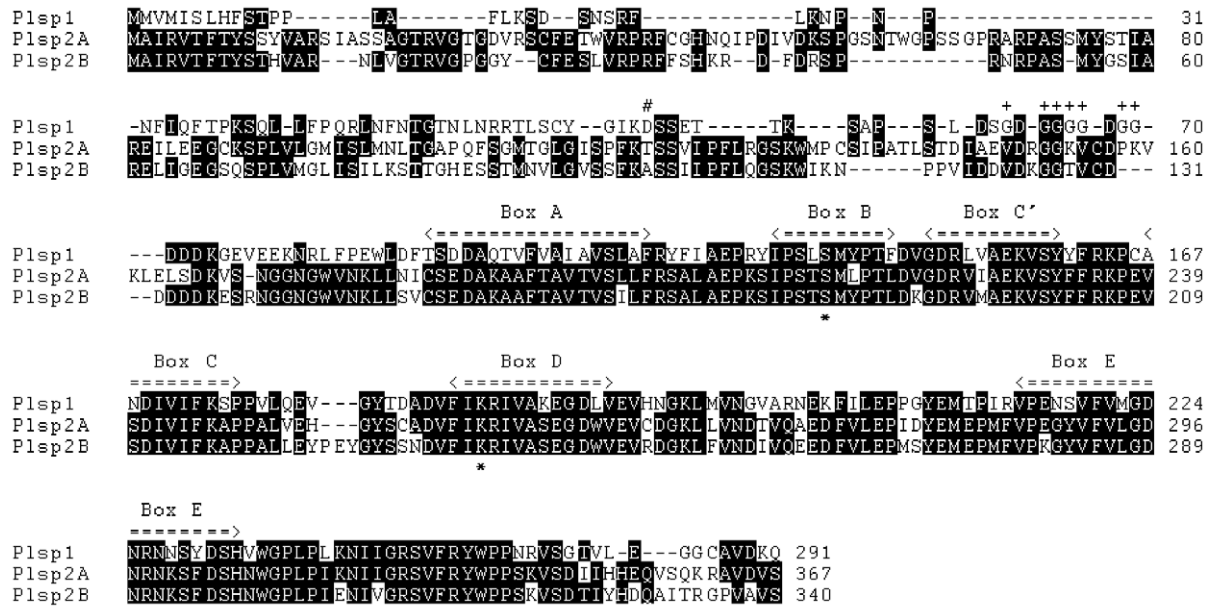 Plsp1 MMVMISLHFSTPP------LA-------FLKSD--SNSRF-------------LKNP--N--P----------------- 31
Plsp2A MAIRVTFTYSSYVARSIASSAGTRVGTGDVRSCFETWVRPRFCGHNQIPDIVDKSPGSNTWGPSSGPRARPASSMYSTIA 80
Plsp2B MAIRVTFTYSTHVAR---NLVGTRVGPGGY--CFESLVRPRFFSHKR--D-FDRSP----------RNRPAS-MYGSIA 60
# + ++++ ++
Plsp1 -NFIQFTPKSQL-LFPQRLNFNTGTNLNRRTLSCY--GIKDSSET-----TK----SAP---S-L-DSGD-GGGG-DGG- 70
Plsp2A REILEEGCKSPLVLGMISLMNLTGAPQFSGMTGLGISPFKTSSVIPFLRGSKWMPCSIPATLSTDIAEVDRGGKVCDPKV 160
Plsp2B RELIGEGSQSPLVMGLISILKSTTGHESSTMNVLGVSSFKASSIIPFLQGSKWIKN------PPVIDDVDKGGTVCD--- 131
Box A Box B Box C′
<================> <=======> <==========> <
Plsp1 ---DDDDKGEVEEKNRLFPEWLDFTSDDAQTVFVAIAVSLAFRYFIAEPRYIPSLSMYPTFDVGDRLVAEKVSYYFRKPCA 167
Plsp2A KLELSDKVS-NGGNGWVNKLLNICSEDAKAAFTAVTVSLLFRSALAEPKSIPSTSMLPTLDVGDRVIAEKVSYFFRKPEV 239
Plsp2B --DDDDKESRNGGNGWVNKLLSVCSEDAKAAFTAVTVSILFRSALAEPKSIPSTSMYPTLDKGDRVMAEKVSYFFRKPEV 209
*
Box C Box D Box E
========> <===========> <==========
Plsp1 NDIVIFKSPPVLQEV---GYTDADVFIKRIVAKEGDLVEVHNGKLMVNGVARNEKFILEPPGYEMTPIRVPENSVFVMGD 224
Plsp2A SDIVIFKAPPALVEH---GYSCADVFIKRIVASEGDWVEVCDGKLLVNDTVQAEDFVLEPIDYEMEPMFVPEGYVFVLGD 296
Plsp2B SDIVIFKAPPALLEYPEYGYSSNDVFIKRIVASEGDWVEVRDGKLFVNDIVQEEDFVLEPMSYEMEPMFVPKGYVFVLGD 289
*
Box E
========>
Plsp1 NRNNSYDSHVWGPLPLKNIIGRSVFRYWPPNRVSGTVL-E---GGCAVDKQ 291
Plsp2A NRNKSFDSHNWGPLPIKNIIGRSVFRYWPPSKVSDIIHHEQVSQKRAVDVS 367
Plsp2B NRNKSFDSHNWGPLPIENIVGRSVFRYWPPSKVSDTIYHDQAITRGPVAVS 340